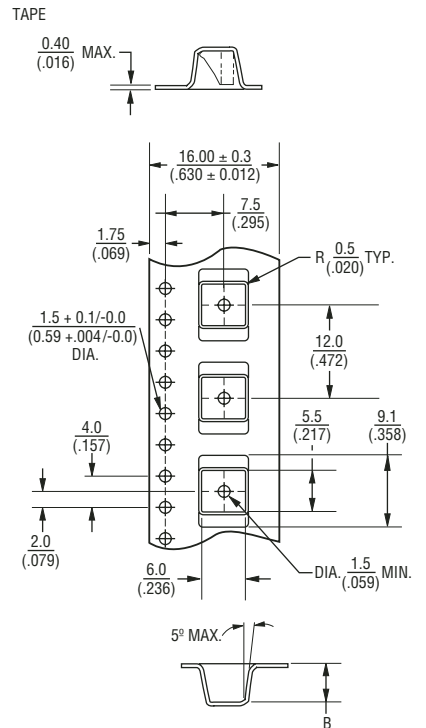 TAPE
0.40
(.016)
MAX.
16.00 ± 0.3
(.630 ± 0.012)
7.5
(.295)
1.75
(.069)
R 0.5 TYP.
(.020)
1.5 + 0.1/-0.0
(0.59 +.004/-0.0)
DIA.
12.0
(.472)
4.0
(.157)
5.5
(.217)
9.1
(.358)
2.0
(.079)
6.0
(.236)
DIA. 1.5 MIN.
(.059)
5º MAX.
B